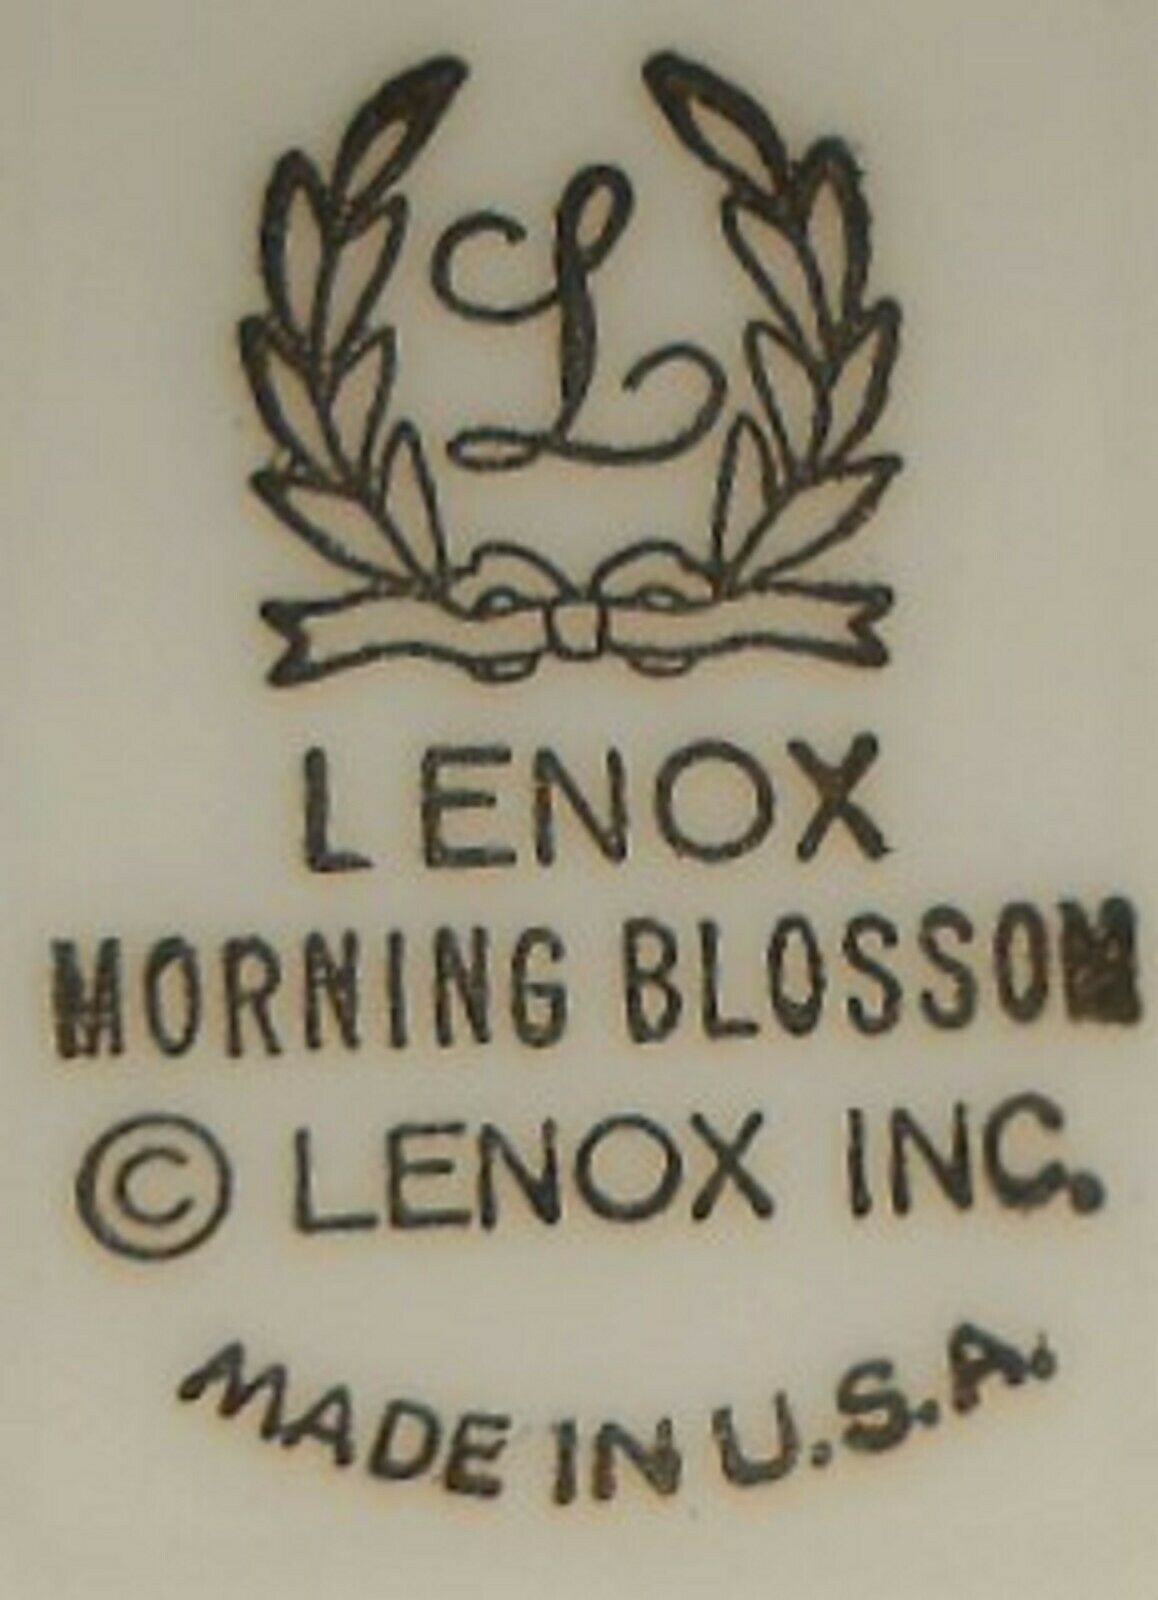 L
LENOX
MORNING BLOSSOM
© LENOX INC.
MADE IN U.S.A.